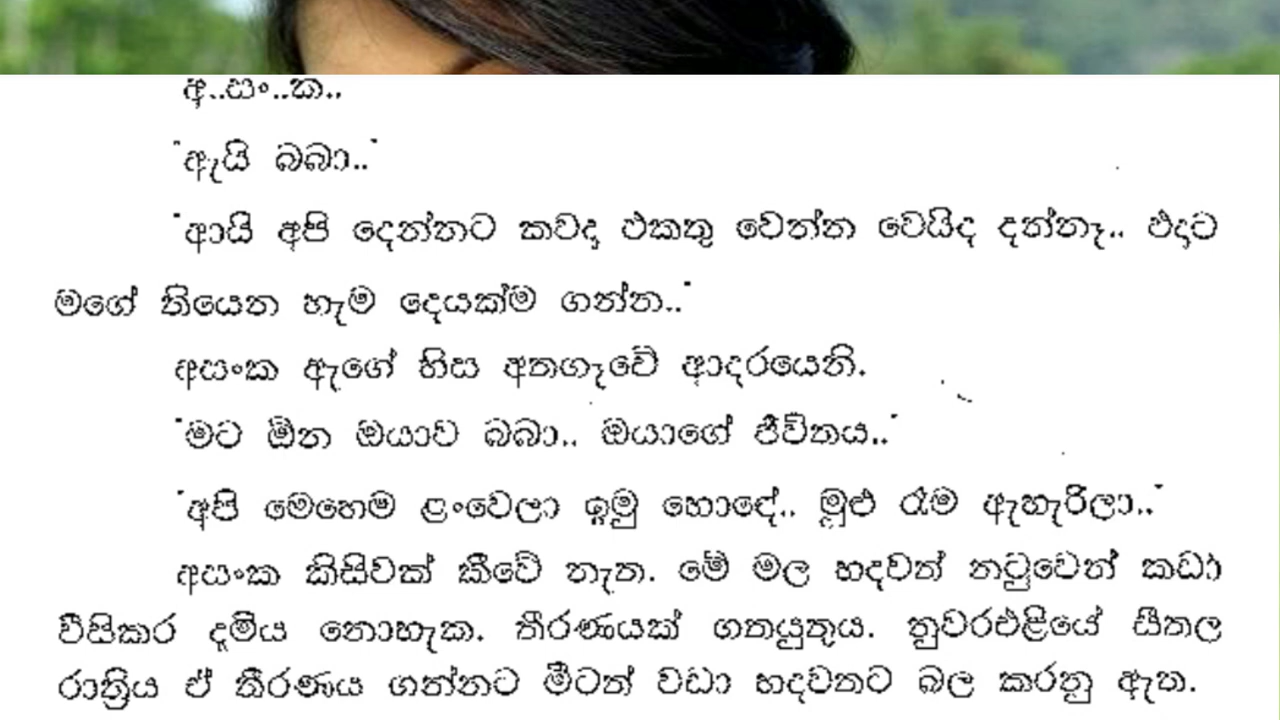 අ..සං..ක..
"ඇයි බබා.."
"ආයි අපි දෙන්නට කවදා එකතු වෙන්න වෙයිද දන්නෑ.. එදාට
මගේ තියෙන හැම දෙයක්ම ගන්න.."
අසංක ඇගේ හිස අතගෑවේ ආදරයෙනි.
"මට ඕන ඔයාව බබා.. ඔයාගේ ජීවිතය.."
"අපි මෙහෙම ළංවෙලා ඉමු හොඳේ.. මුළු රෑම ඇහැරිලා.."
අසංක කිසිවක් කීවේ නැත. මේ මල හදවත් නටුවෙන් කඩා
වීසිකර දැමිය නොහැක. තීරණයක් ගතයුතුය. නුවරඑළියේ සීතල
රාත්‍රිය ඒ තීරණය ගන්නට මීටත් වඩා හදවතට බල කරනු ඇත.